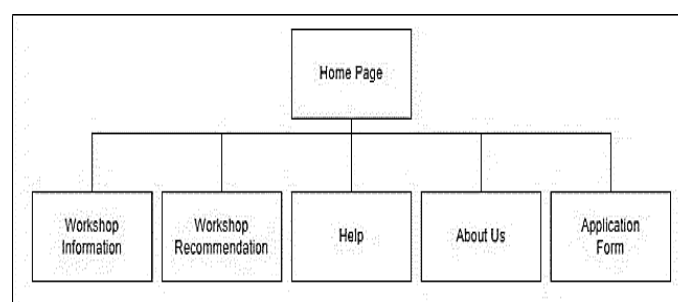 Home Page
Workshop
Information
Workshop
Recommendation
Help
About Us
Application
Form